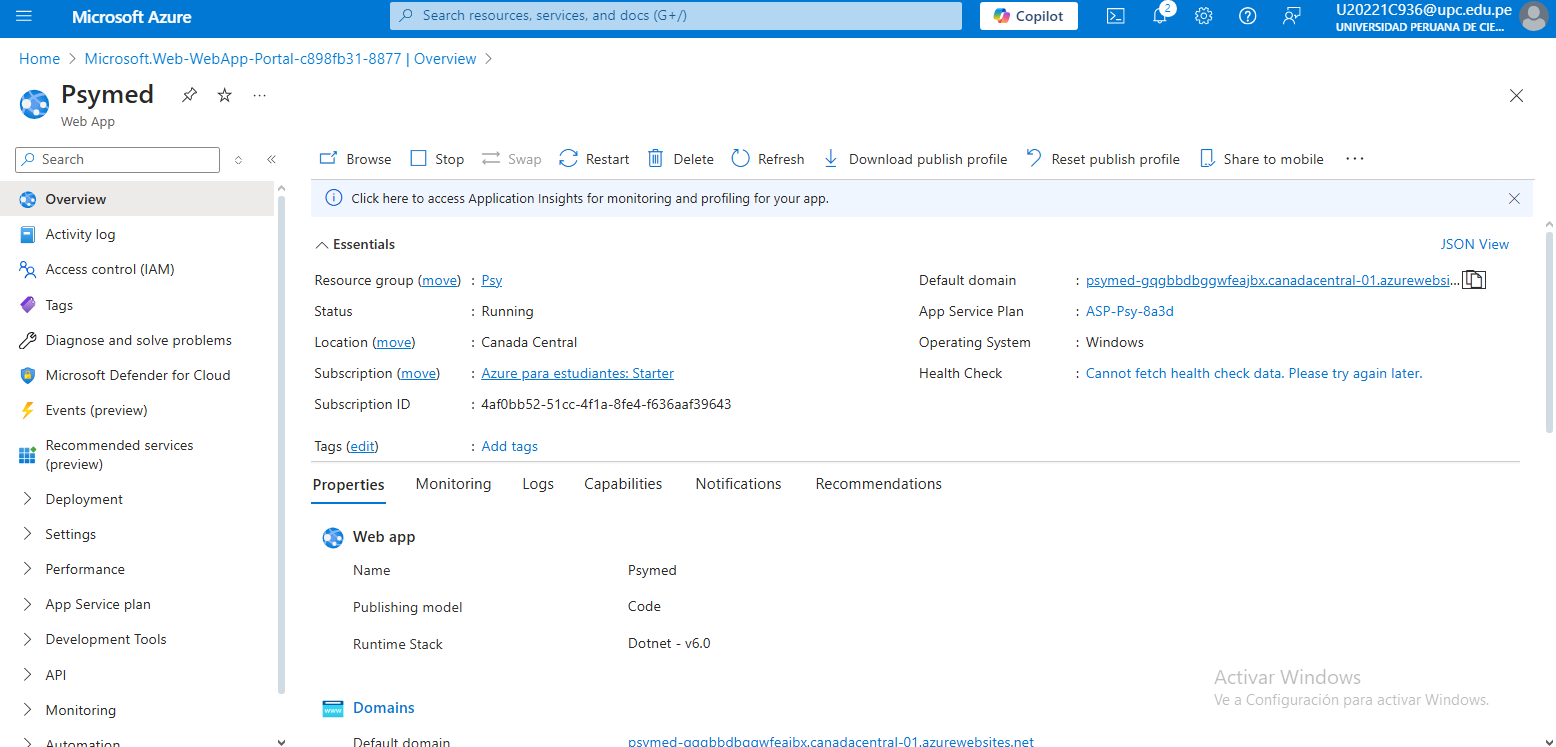 Microsoft Azure
Search resources, services, and docs (G+/)
Copilot
2
U20221C936@upc.edu.pe
UNIVERSIDAD PERUANA DE CIE...
Home > Microsoft.Web-WebApp-Portal-c898fb31-8877 | Overview >
Psymed
Web App
Search
Overview
Activity log
Access control (IAM)
Tags
Diagnose and solve problems
Microsoft Defender for Cloud
Events (preview)
Recommended services
(preview)
Deployment
Settings
Performance
App Service plan
Development Tools
API
Monitoring
Automation
Browse Stop Swap Restart Delete Refresh Download publish profile Reset publish profile Share to mobile ...
Click here to access Application Insights for monitoring and profiling for your app.
Essentials
JSON View
Resource group (move) : Psy
Status : Running
Location (move) : Canada Central
Subscription (move) : Azure para estudiantes: Starter
Subscription ID : 4af0bb52-51cc-4f1a-8fe4-f636aaf39643
Tags (edit) : Add tags
Default domain : psymed-gqgbbdbggwfeajbx.canadacentral-01.azurewebsi...
App Service Plan : ASP-Psy-8a3d
Operating System : Windows
Health Check : Cannot fetch health check data. Please try again later.
Properties Monitoring Logs Capabilities Notifications Recommendations
Web app
Name Psymed
Publishing model Code
Runtime Stack Dotnet - v6.0
Domains
Default domain psymed-gqgbbdbggwfeajbx.canadacentral-01.azurewebsites.net
Activar Windows
Ve a Configuración para activar Windows.